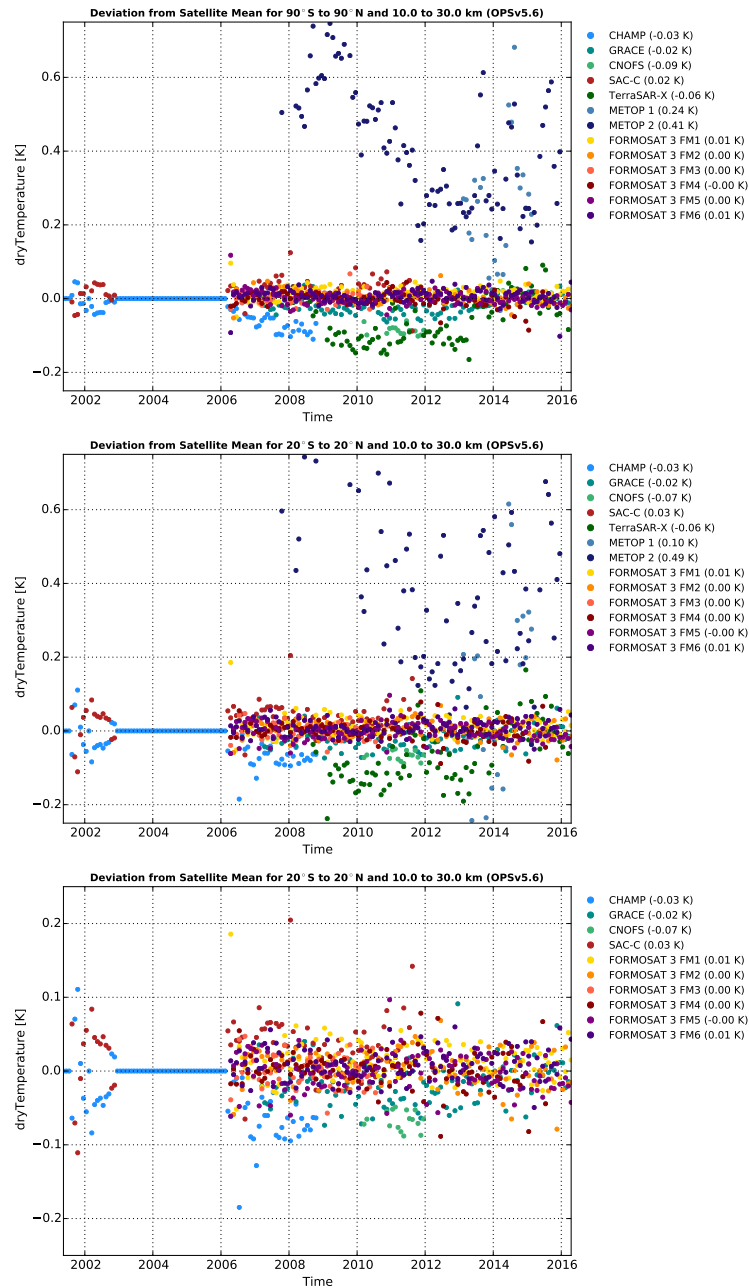 Deviation from Satellite Mean for 90°S to 90°N and 10.0 to 30.0 km (OPSv5.6)
dryTemperature [K]
0.6
0.4
0.2
0.0
−0.2
2002 2004 2006 2008 2010 2012 2014 2016
Time
CHAMP (-0.03 K)
GRACE (-0.02 K)
CNOFS (-0.09 K)
SAC-C (0.02 K)
TerraSAR-X (-0.06 K)
METOP 1 (0.24 K)
METOP 2 (0.41 K)
FORMOSAT 3 FM1 (0.01 K)
FORMOSAT 3 FM2 (0.00 K)
FORMOSAT 3 FM3 (0.00 K)
FORMOSAT 3 FM4 (-0.00 K)
FORMOSAT 3 FM5 (0.00 K)
FORMOSAT 3 FM6 (0.01 K)
Deviation from Satellite Mean for 20°S to 20°N and 10.0 to 30.0 km (OPSv5.6)
dryTemperature [K]
0.6
0.4
0.2
0.0
−0.2
2002 2004 2006 2008 2010 2012 2014 2016
Time
CHAMP (-0.03 K)
GRACE (-0.02 K)
CNOFS (-0.07 K)
SAC-C (0.03 K)
TerraSAR-X (-0.06 K)
METOP 1 (0.10 K)
METOP 2 (0.49 K)
FORMOSAT 3 FM1 (0.01 K)
FORMOSAT 3 FM2 (0.00 K)
FORMOSAT 3 FM3 (0.00 K)
FORMOSAT 3 FM4 (0.00 K)
FORMOSAT 3 FM5 (-0.00 K)
FORMOSAT 3 FM6 (0.01 K)
Deviation from Satellite Mean for 20°S to 20°N and 10.0 to 30.0 km (OPSv5.6)
dryTemperature [K]
0.2
0.1
0.0
−0.1
−0.2
2002 2004 2006 2008 2010 2012 2014 2016
Time
CHAMP (-0.03 K)
GRACE (-0.02 K)
CNOFS (-0.07 K)
SAC-C (0.03 K)
FORMOSAT 3 FM1 (0.01 K)
FORMOSAT 3 FM2 (0.00 K)
FORMOSAT 3 FM3 (0.00 K)
FORMOSAT 3 FM4 (0.00 K)
FORMOSAT 3 FM5 (-0.00 K)
FORMOSAT 3 FM6 (0.01 K)